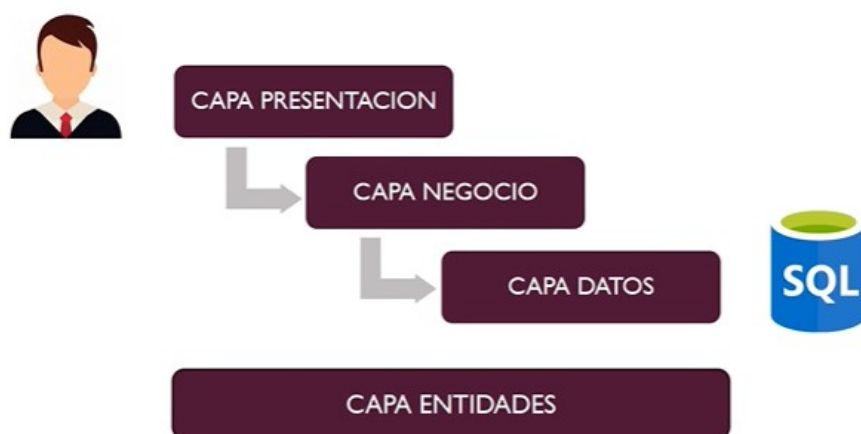 CAPA PRESENTACION
CAPA NEGOCIO
CAPA DATOS
SQL
CAPA ENTIDADES